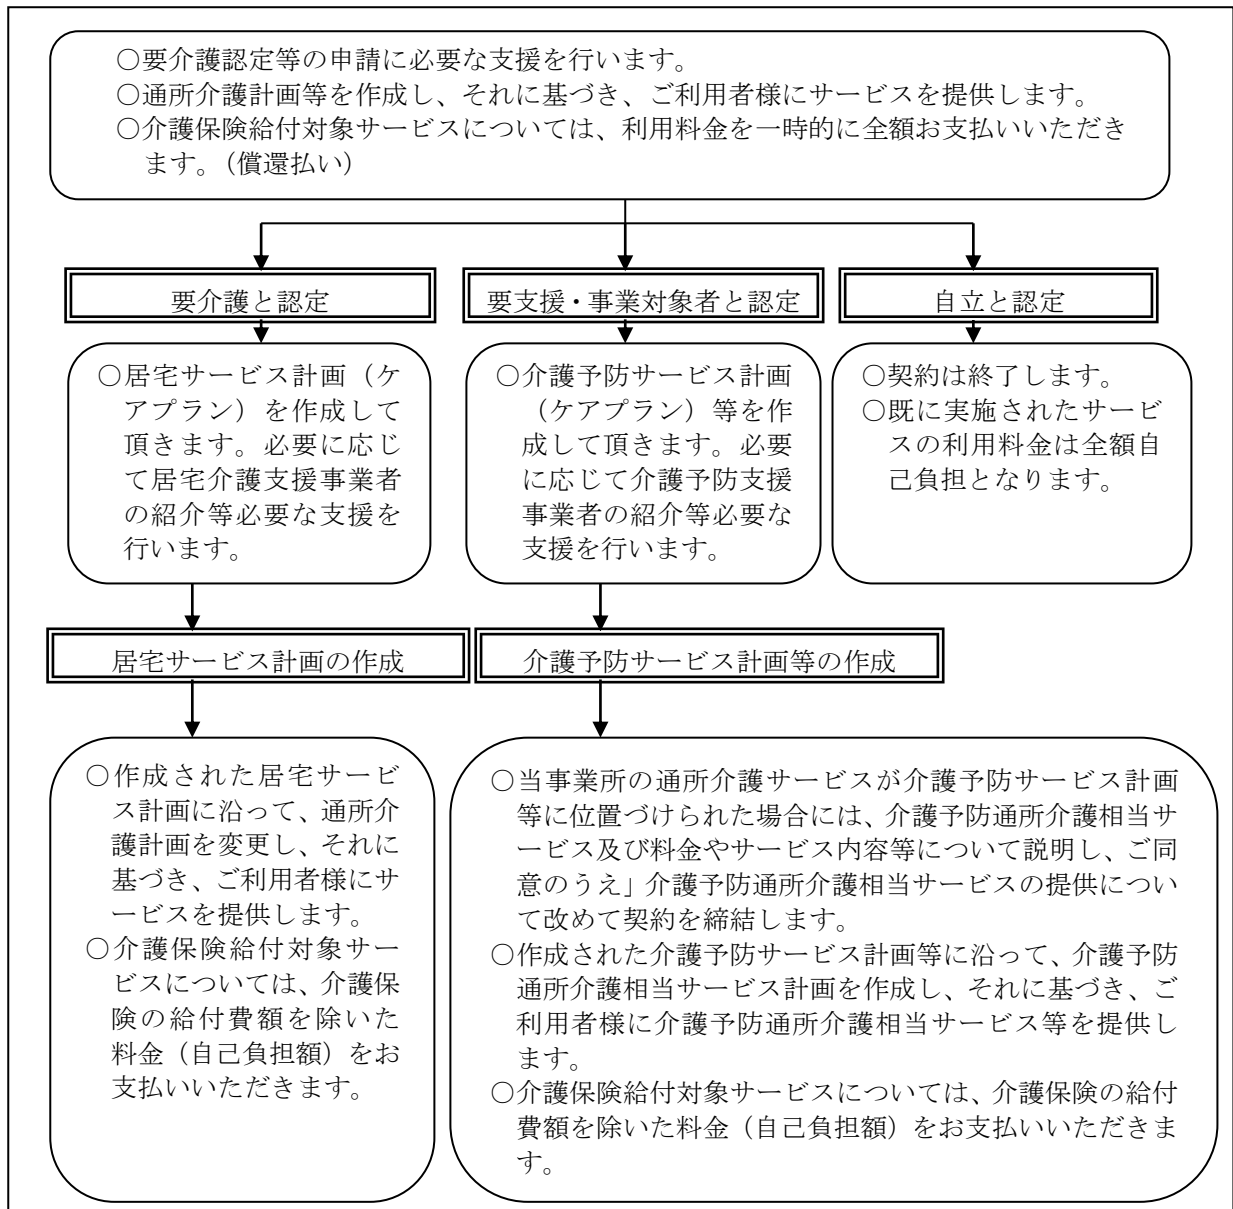 ○要介護認定等の申請に必要な支援を行います。
○通所介護計画等を作成し、それに基づき、ご利用者様にサービスを提供します。
○介護保険給付対象サービスについては、利用料金を一時的に全額お支払いいただき
ます。（償還払い）
要介護と認定
要支援・事業対象者と認定
自立と認定
○居宅サービス計画（ケ
アプラン）を作成して
頂きます。必要に応じ
て居宅介護支援事業者
の紹介等必要な支援を
行います。
○介護予防サービス計画
（ケアプラン）等を作
成して頂きます。必要
に応じて介護予防支援
事業者の紹介等必要な
支援を行います。
○契約は終了します。
○既に実施されたサービ
スの利用料金は全額自
己負担となります。
居宅サービス計画の作成
介護予防サービス計画等の作成
○作成された居宅サービ
ス計画に沿って、通所介
護計画を変更し、それに
基づき、ご利用者様にサ
ービスを提供します。
○介護保険給付対象サー
ビスについては、介護保
険の給付費額を除いた
料金（自己負担額）をお
支払いいただきます。
○当事業所の通所介護サービスが介護予防サービス計画
等に位置づけられた場合には、介護予防通所介護相当
サービス及び料金やサービス内容等について説明し、ご同
意のうえ」介護予防通所介護相当サービスの提供につい
て改めて契約を締結します。
○作成された介護予防サービス計画等に沿って、介護予防
通所介護相当サービス計画を作成し、それに基づき、ご
利用者様に介護予防通所介護相当サービス等を提供し
ます。
○介護保険給付対象サービスについては、介護保険の給付
費額を除いた料金（自己負担額）をお支払いいただきま
す。